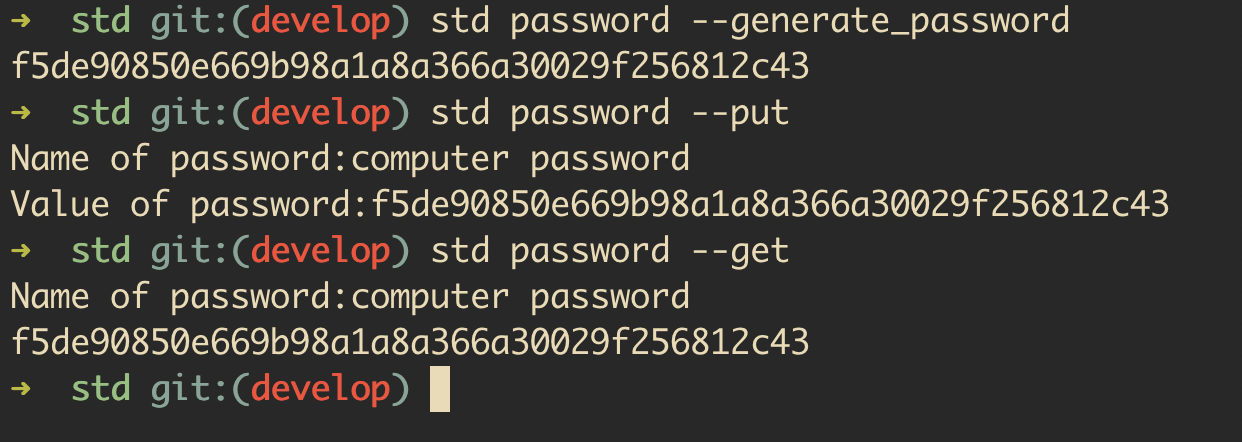 ➜  std git:(develop) std password --generate_password
f5de90850e669b98a1a8a366a30029f256812c43
➜  std git:(develop) std password --put
Name of password:computer password
Value of password:f5de90850e669b98a1a8a366a30029f256812c43
➜  std git:(develop) std password --get
Name of password:computer password
f5de90850e669b98a1a8a366a30029f256812c43
➜  std git:(develop)